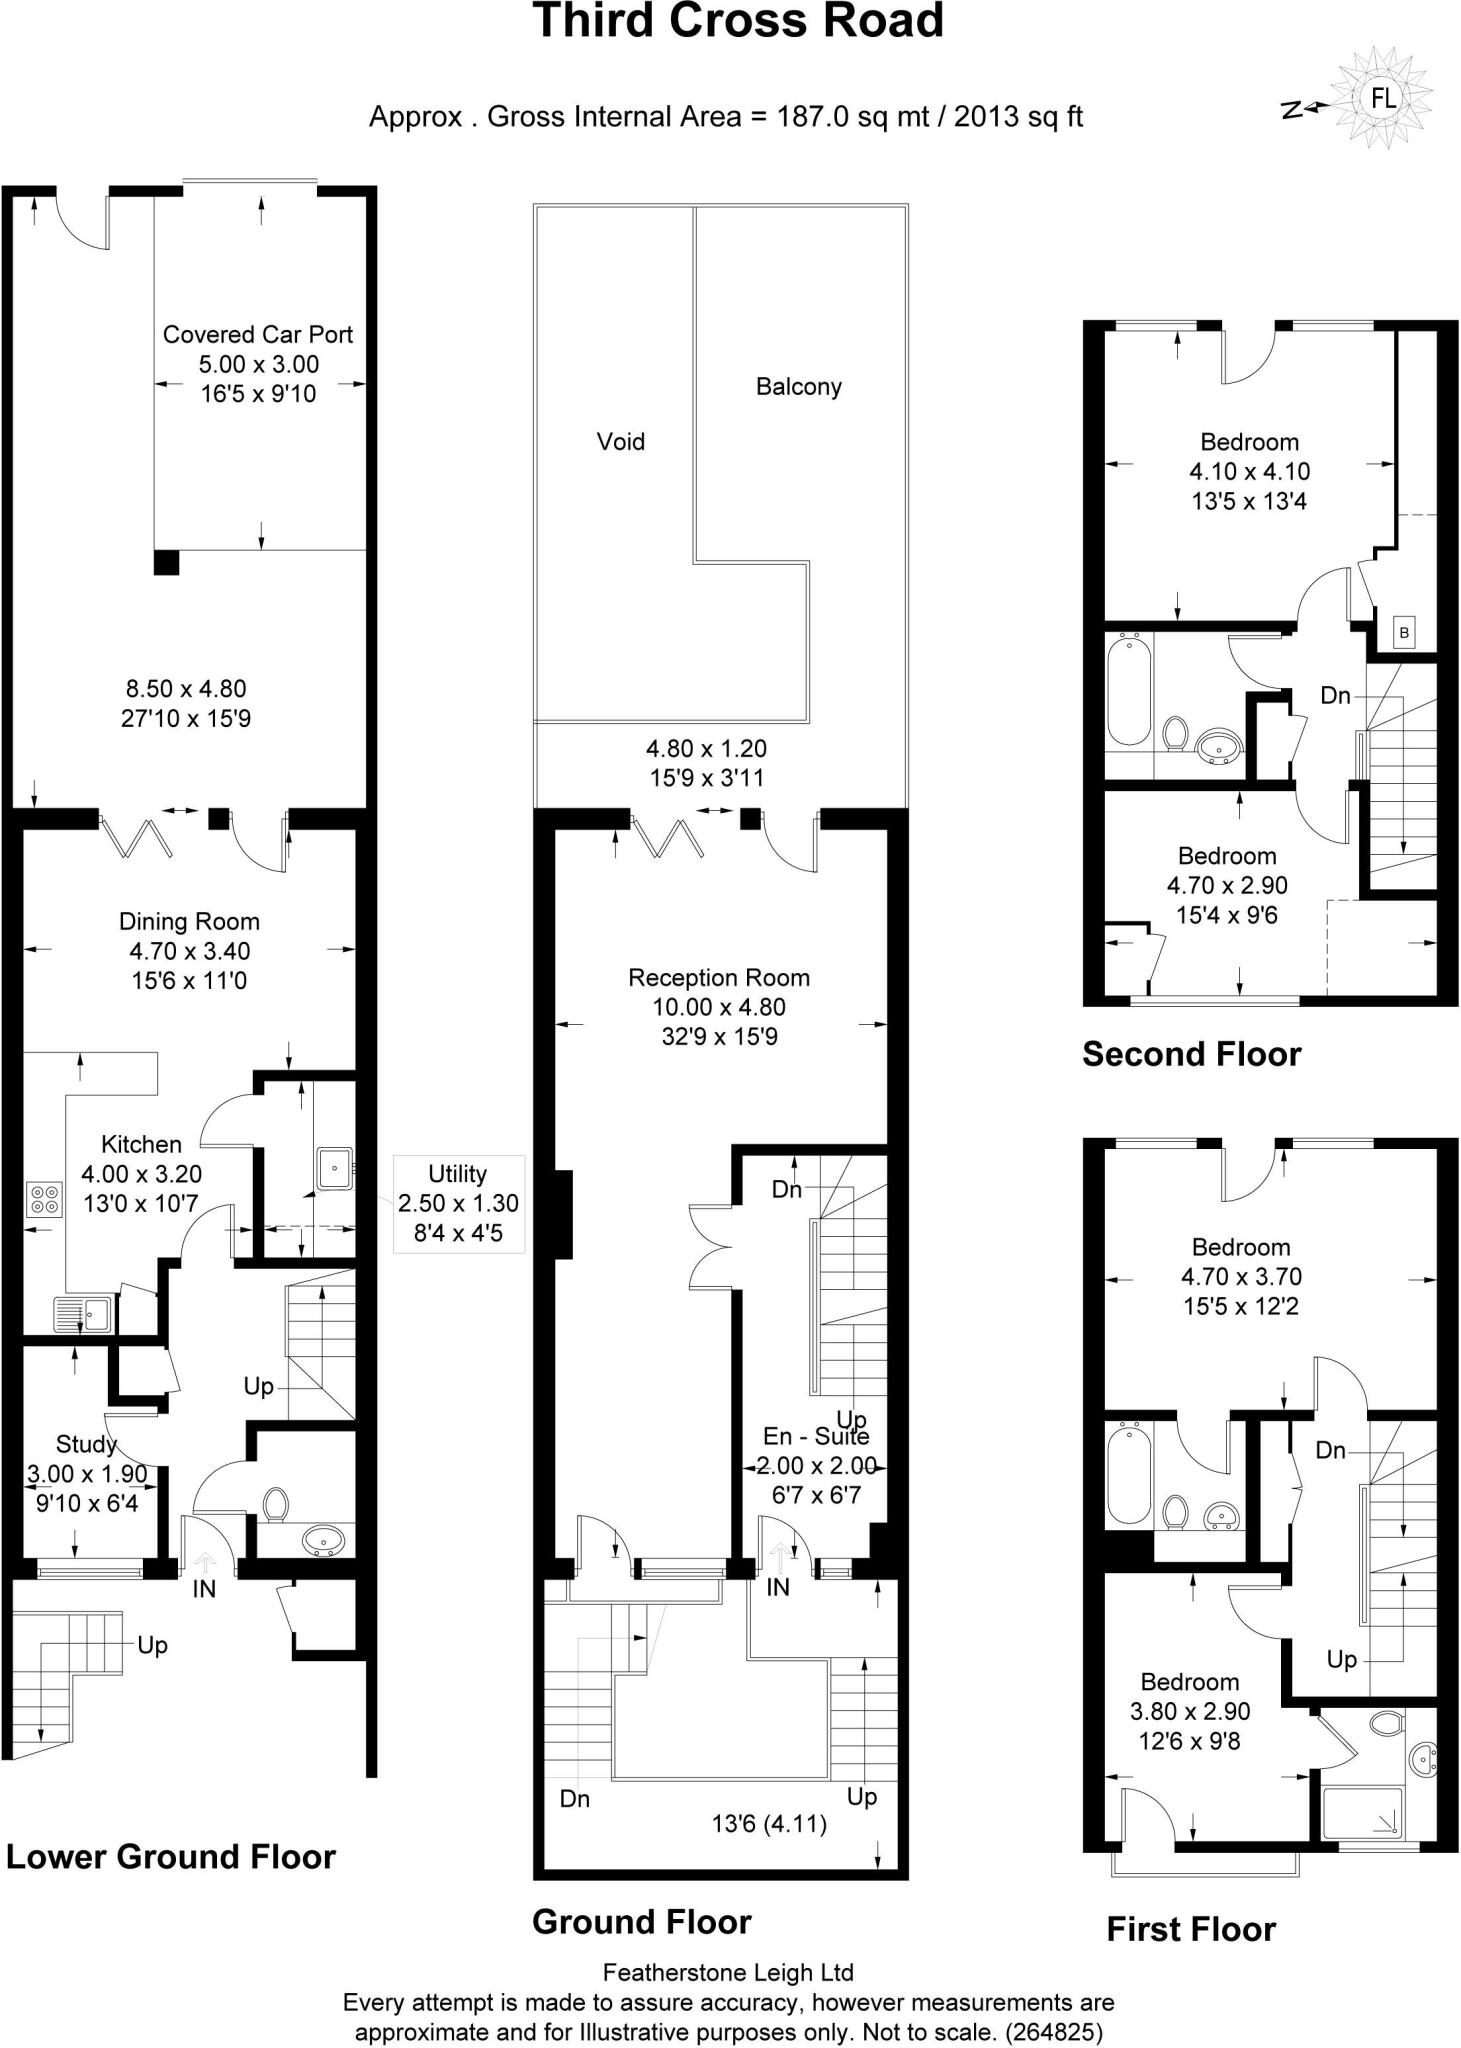 Third Cross Road
Approx . Gross Internal Area = 187.0 sq mt / 2013 sq ft
N
FL
Covered Car Port
5.00 x 3.00
16'5 x 9'10
8.50 x 4.80
27'10 x 15'9
Dining Room
4.70 x 3.40
15'6 x 11'0
Kitchen
4.00 x 3.20
13'0 x 10'7
Utility
2.50 x 1.30
8'4 x 4'5
Up
Study
3.00 x 1.90
9'10 x 6'4
IN
Up
Lower Ground Floor
Void
Balcony
4.80 x 1.20
15'9 x 3'11
Reception Room
10.00 x 4.80
32'9 x 15'9
Dn
Up
En - Suite
2.00 x 2.00
6'7 x 6'7
IN
Dn
Up
13'6 (4.11)
Ground Floor
Bedroom
4.10 x 4.10
13'5 x 13'4
B
Dn
Bedroom
4.70 x 2.90
15'4 x 9'6
Second Floor
Bedroom
4.70 x 3.70
15'5 x 12'2
Dn
Up
Bedroom
3.80 x 2.90
12'6 x 9'8
First Floor
Featherstone Leigh Ltd
Every attempt is made to assure accuracy, however measurements are
approximate and for Illustrative purposes only. Not to scale. (264825)